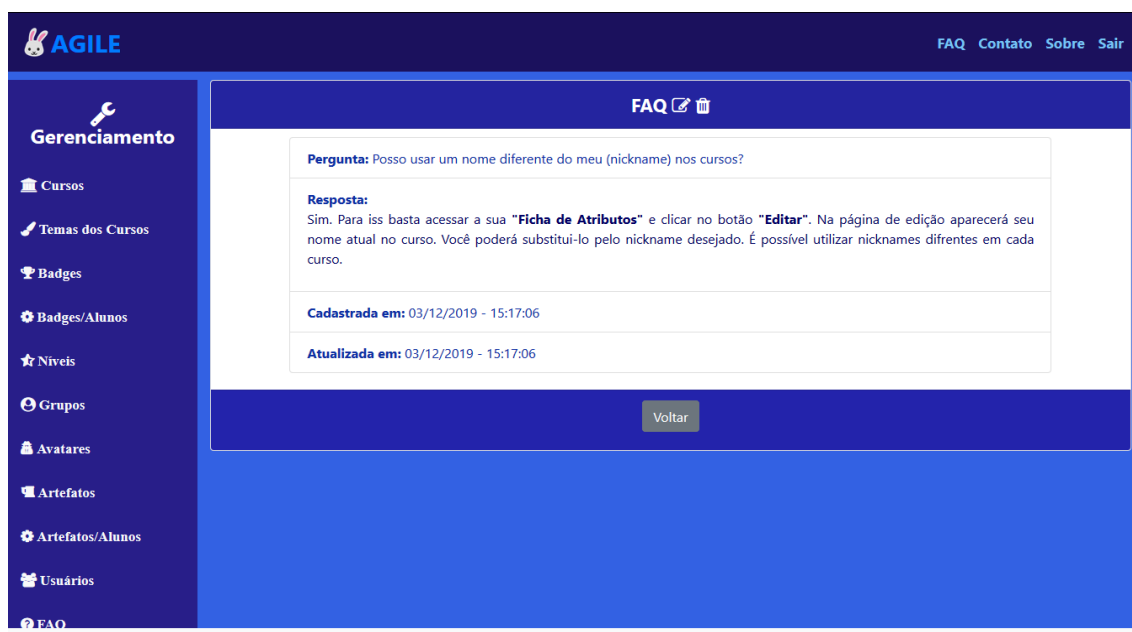 AGILE
FAQ Contato Sobre Sair
Gerenciamento
Cursos
Temas dos Cursos
Badges
Badges/Alunos
Níveis
Grupos
Avatares
Artefatos
Artefatos/Alunos
Usuários
FAQ
FAQ
Pergunta: Posso usar um nome diferente do meu (nickname) nos cursos?
Resposta:
Sim. Para iss basta acessar a sua "Ficha de Atributos" e clicar no botão "Editar". Na página de edição aparecerá seu
nome atual no curso. Você poderá substitui-lo pelo nickname desejado. É possível utilizar nicknames difrentes em cada
curso.
Cadastrada em: 03/12/2019 - 15:17:06
Atualizada em: 03/12/2019 - 15:17:06
Voltar